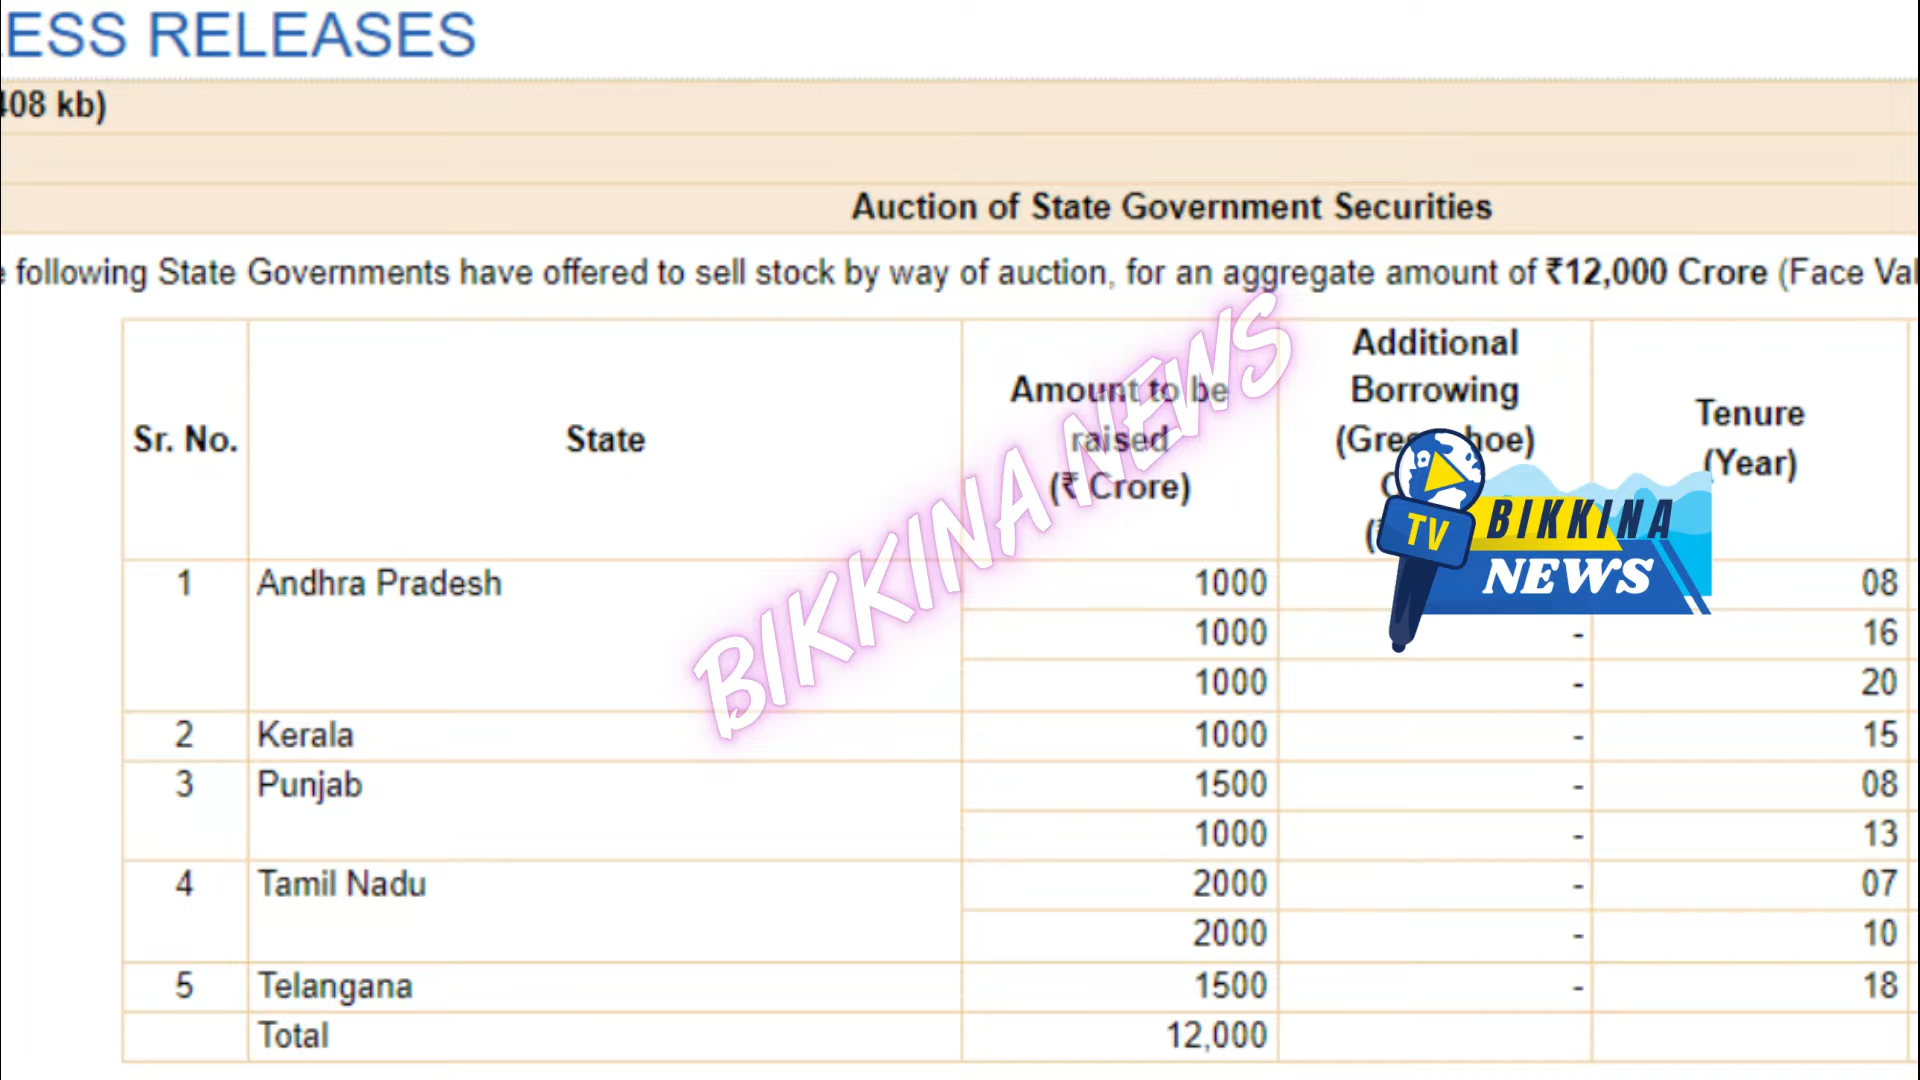 ESS RELEASES
408 kb)
Auction of State Government Securities
following State Governments have offered to sell stock by way of auction, for an aggregate amount of ₹12,000 Crore (Face Val
Sr. No. State Amount to be raised (₹ Crore) Additional Borrowing Tenure (Year)
1 Andhra Pradesh 1000 08
1000 - 16
1000 - 20
2 Kerala 1000 - 15
3 Punjab 1500 - 08
1000 - 13
4 Tamil Nadu 2000 - 07
2000 - 10
5 Telangana 1500 - 18
Total 12,000
BIKKINA NEWS
TV BIKKINA
NEWS